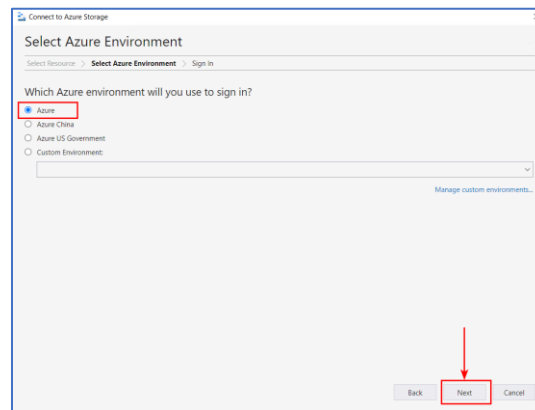 Connect to Azure Storage
Select Azure Environment
Select Resource > Select Azure Environment > Sign In
Which Azure environment will you use to sign in?
Azure
Azure China
Azure US Government
Custom Environment:
Manage custom environments...
Back Next Cancel